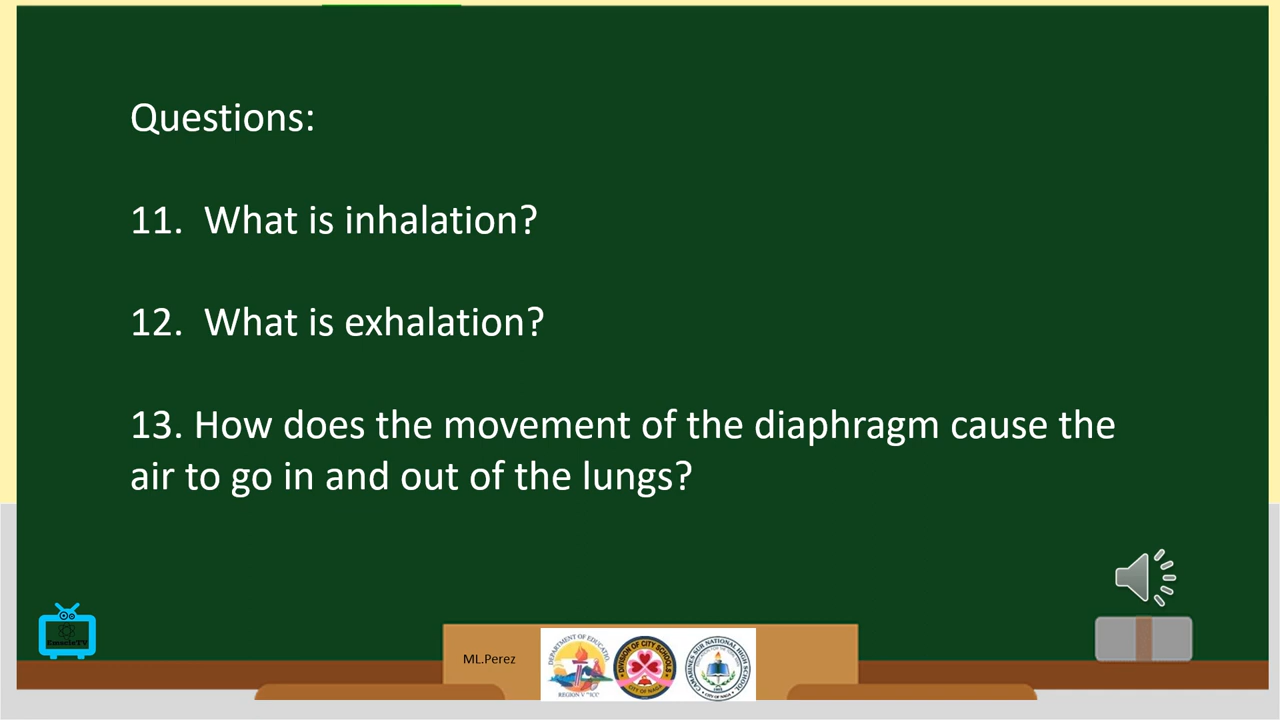 Questions:
11. What is inhalation?
12. What is exhalation?
13. How does the movement of the diaphragm cause the
air to go in and out of the lungs?
ML.Perez